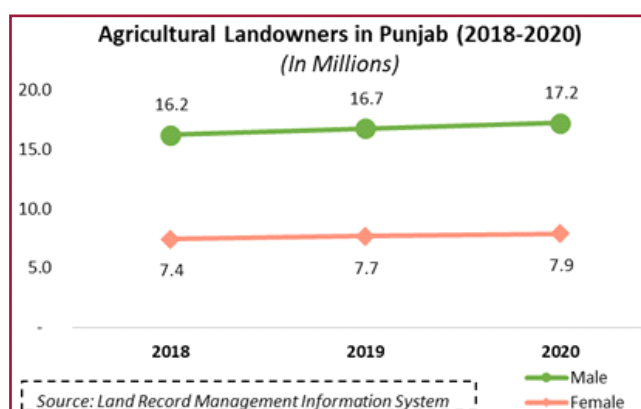 Agricultural Landowners in Punjab (2018-2020)
(In Millions)
20.0
15.0
10.0
5.0
-
16.2
16.7
17.2
7.4
7.7
7.9
2018
2019
2020
Male
Female
Source: Land Record Management Information System